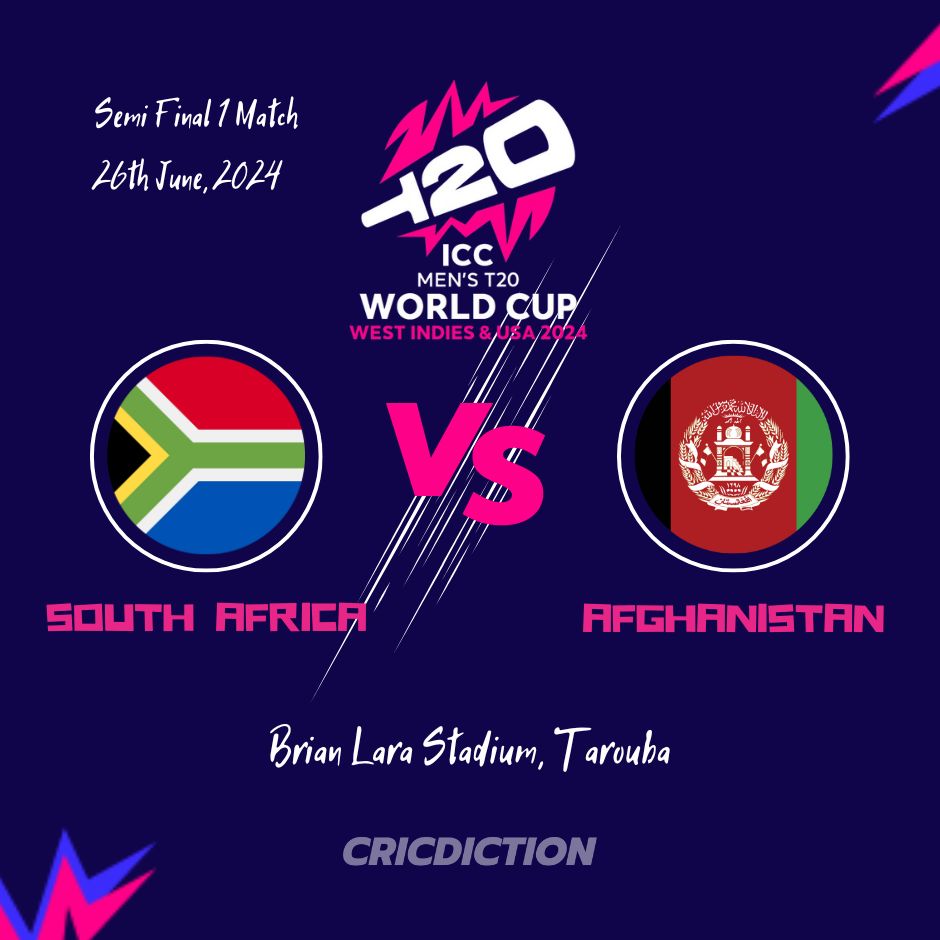 Semi Final 1 Match
26th June, 2024
T20
ICC
MEN'S T20
WORLD CUP
WEST INDIES & USA 2024
VS
SOUTH AFRICA
AFGHANISTAN
Brian Lara Stadium, Tarouba
CRICDICTION